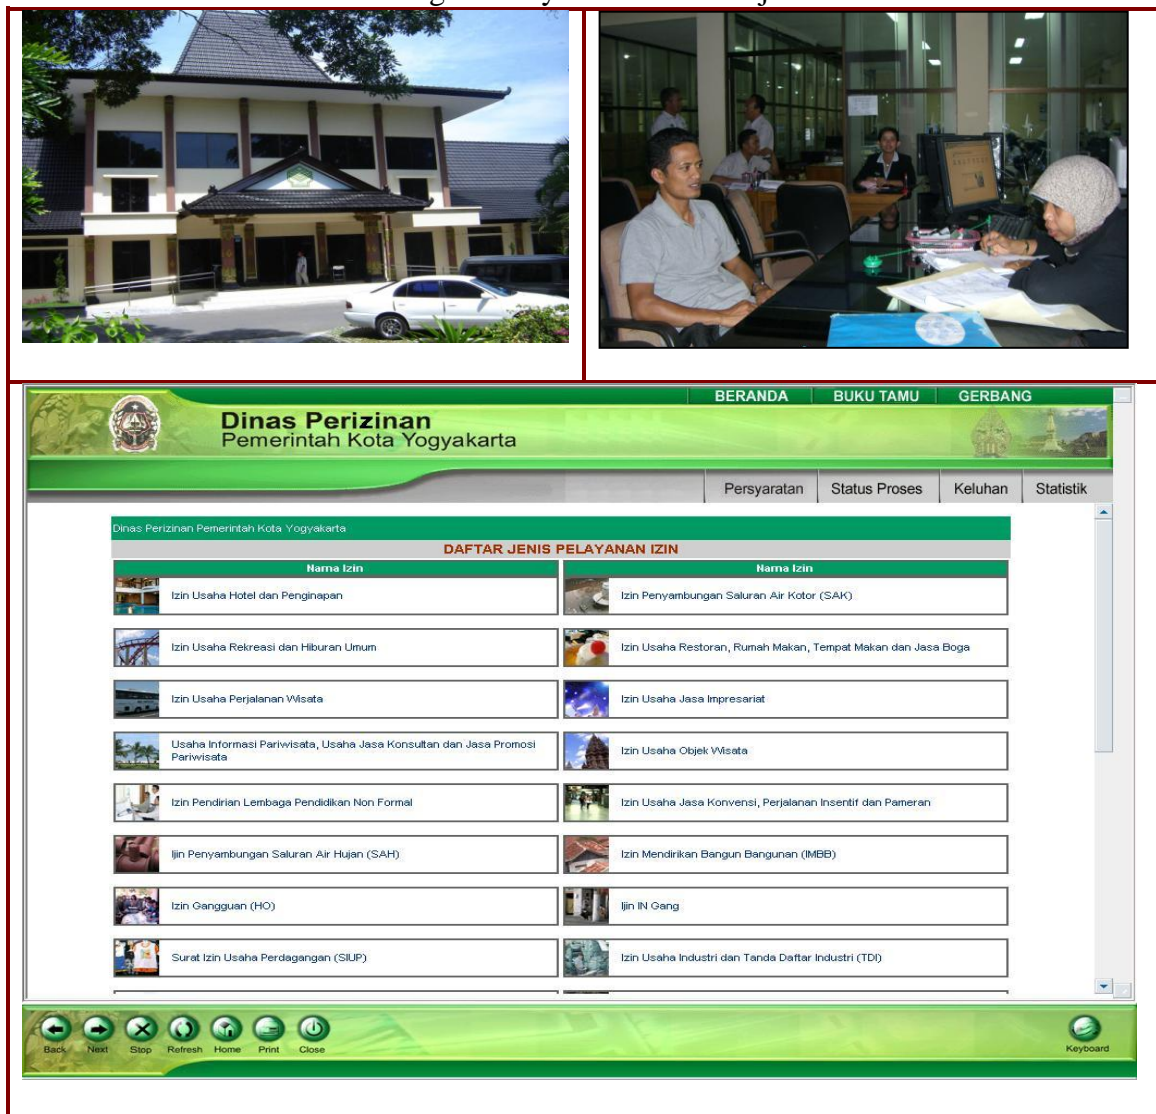 BERANDA BUKU TAMU GERBANG
Dinas Perizinan
Pemerintah Kota Yogyakarta
Persyaratan Status Proses Keluhan Statistik
Dinas Perizinan Pemerintah Kota Yogyakarta
DAFTAR JENIS PELAYANAN IZIN
Nama Izin Nama Izin
Izin Usaha Hotel dan Penginapan
Izin Penyambungan Saluran Air Kotor (SAK)
Izin Usaha Rekreasi dan Hiburan Umum
Izin Usaha Restoran, Rumah Makan, Tempat Makan dan Jasa Boga
Izin Usaha Perjalanan Wisata
Izin Usaha Jasa Impresariat
Usaha Informasi Pariwisata, Usaha Jasa Konsultan dan Jasa Promosi
Pariwisata
Izin Usaha Objek Wisata
Izin Pendirian Lembaga Pendidikan Non Formal
Izin Usaha Jasa Konvensi, Perjalanan Insentif dan Pameran
Ijin Penyambungan Saluran Air Hujan (SAH)
Izin Mendirikan Bangun Bangunan (IMBB)
Izin Gangguan (HO)
Ijin IN Gang
Surat Izin Usaha Perdagangan (SIUP)
Izin Usaha Industri dan Tanda Daftar Industri (TDI)
Back Next Stop Refresh Home Print Close Keyboard